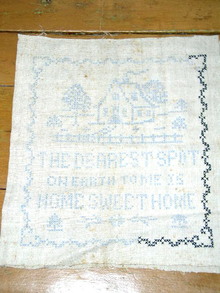 THE DEAREST SPOT
ON EARTH TO ME IS
HOME SWEET HOME